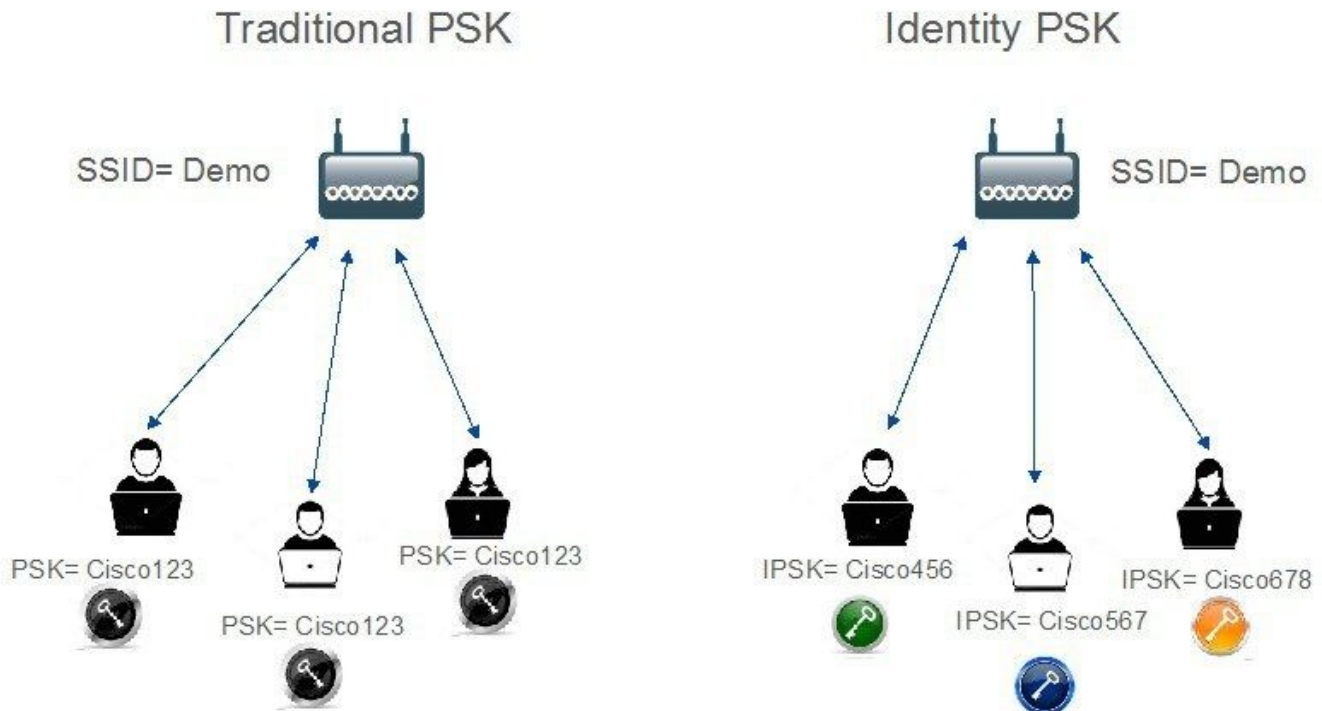 Traditional PSK
SSID= Demo
PSK= Cisco123
PSK= Cisco123
PSK= Cisco123
Identity PSK
SSID= Demo
IPSK= Cisco456
IPSK= Cisco567
IPSK= Cisco678